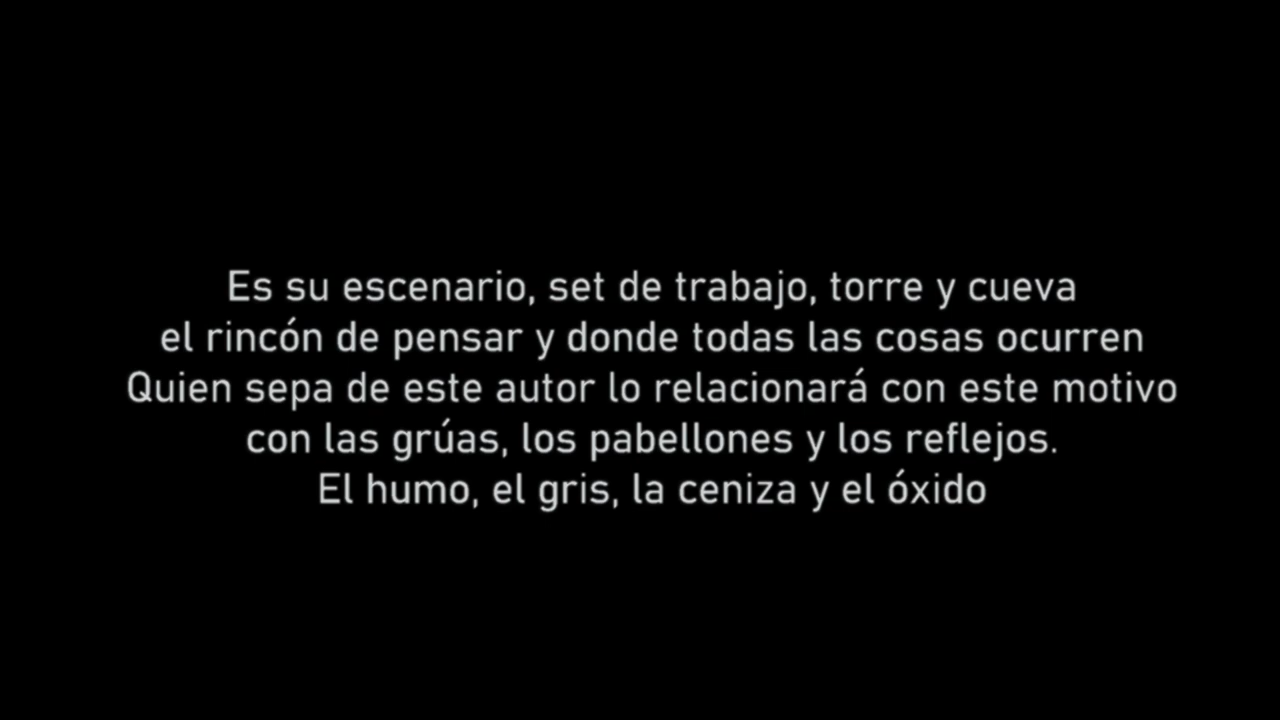 Es su escenario, set de trabajo, torre y cueva
el rincón de pensar y donde todas las cosas ocurren
Quien sepa de este autor lo relacionará con este motivo
con las grúas, los pabellones y los reflejos.
El humo, el gris, la ceniza y el óxido